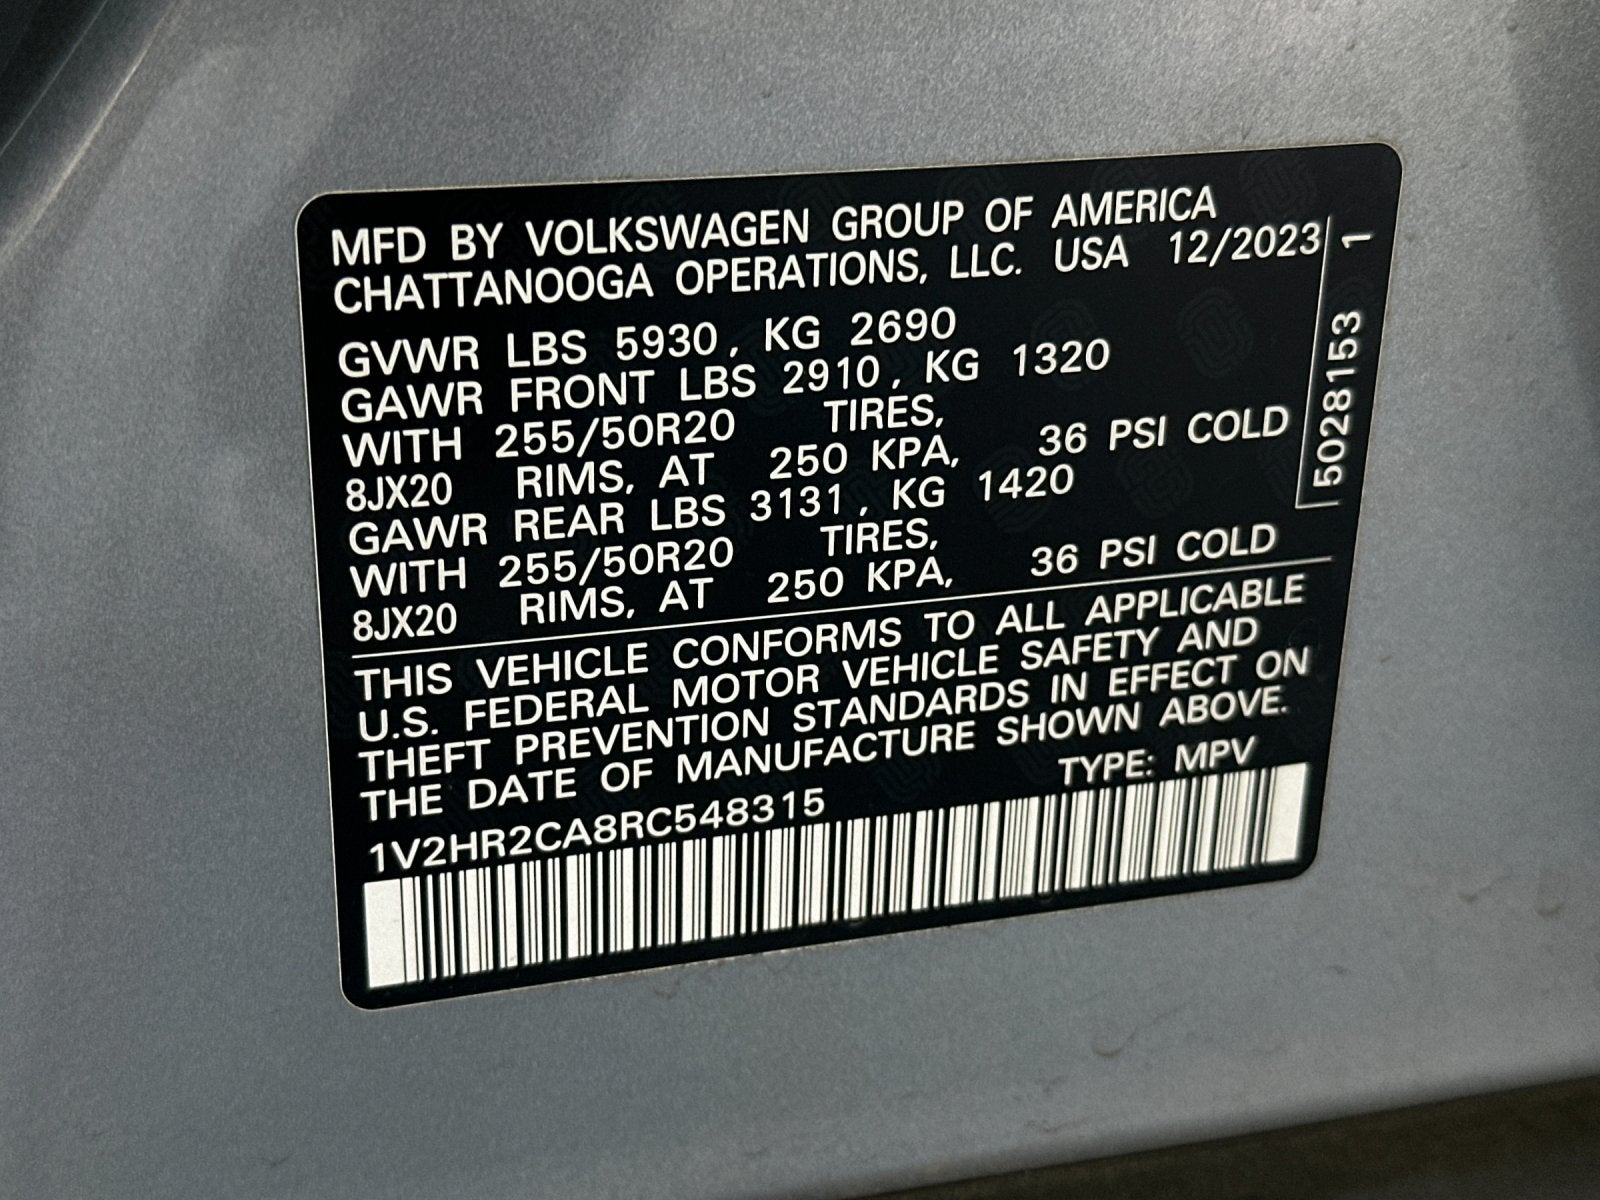 MFD BY VOLKSWAGEN GROUP OF AMERICA
CHATTANOOGA OPERATIONS, LLC. USA 12/2023
GVWR LBS 5930, KG 2690
GAWR FRONT LBS 2910, KG 1320
WITH 255/50R20 TIRES,
8JX20 RIMS, AT 250 KPA, 36 PSI COLD
GAWR REAR LBS 3131, KG 1420
WITH 255/50R20 TIRES,
8JX20 RIMS, AT 250 KPA, 36 PSI COLD
THIS VEHICLE CONFORMS TO ALL APPLICABLE
U.S. FEDERAL MOTOR VEHICLE SAFETY AND
THEFT PREVENTION STANDARDS IN EFFECT ON
THE DATE OF MANUFACTURE SHOWN ABOVE.
TYPE: MPV
1V2HR2CA8RC548315
5028153 1